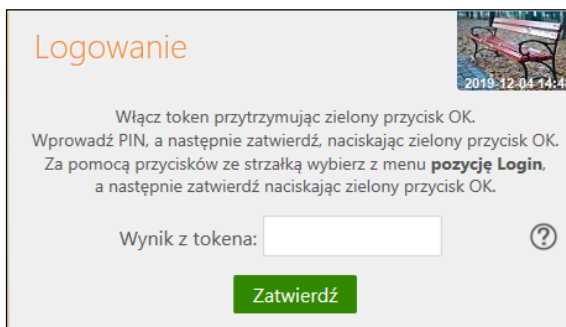 Logowanie
2019-12-04 14:4
Włącz token przytrzymując zielony przycisk OK.
Wprowadź PIN, a następnie zatwierdź, naciskając zielony przycisk OK.
Za pomocą przycisków ze strzałką wybierz z menu pozycję Login,
a następnie zatwierdź naciskając zielony przycisk OK.
Wynik z tokena:
?
Zatwierdź